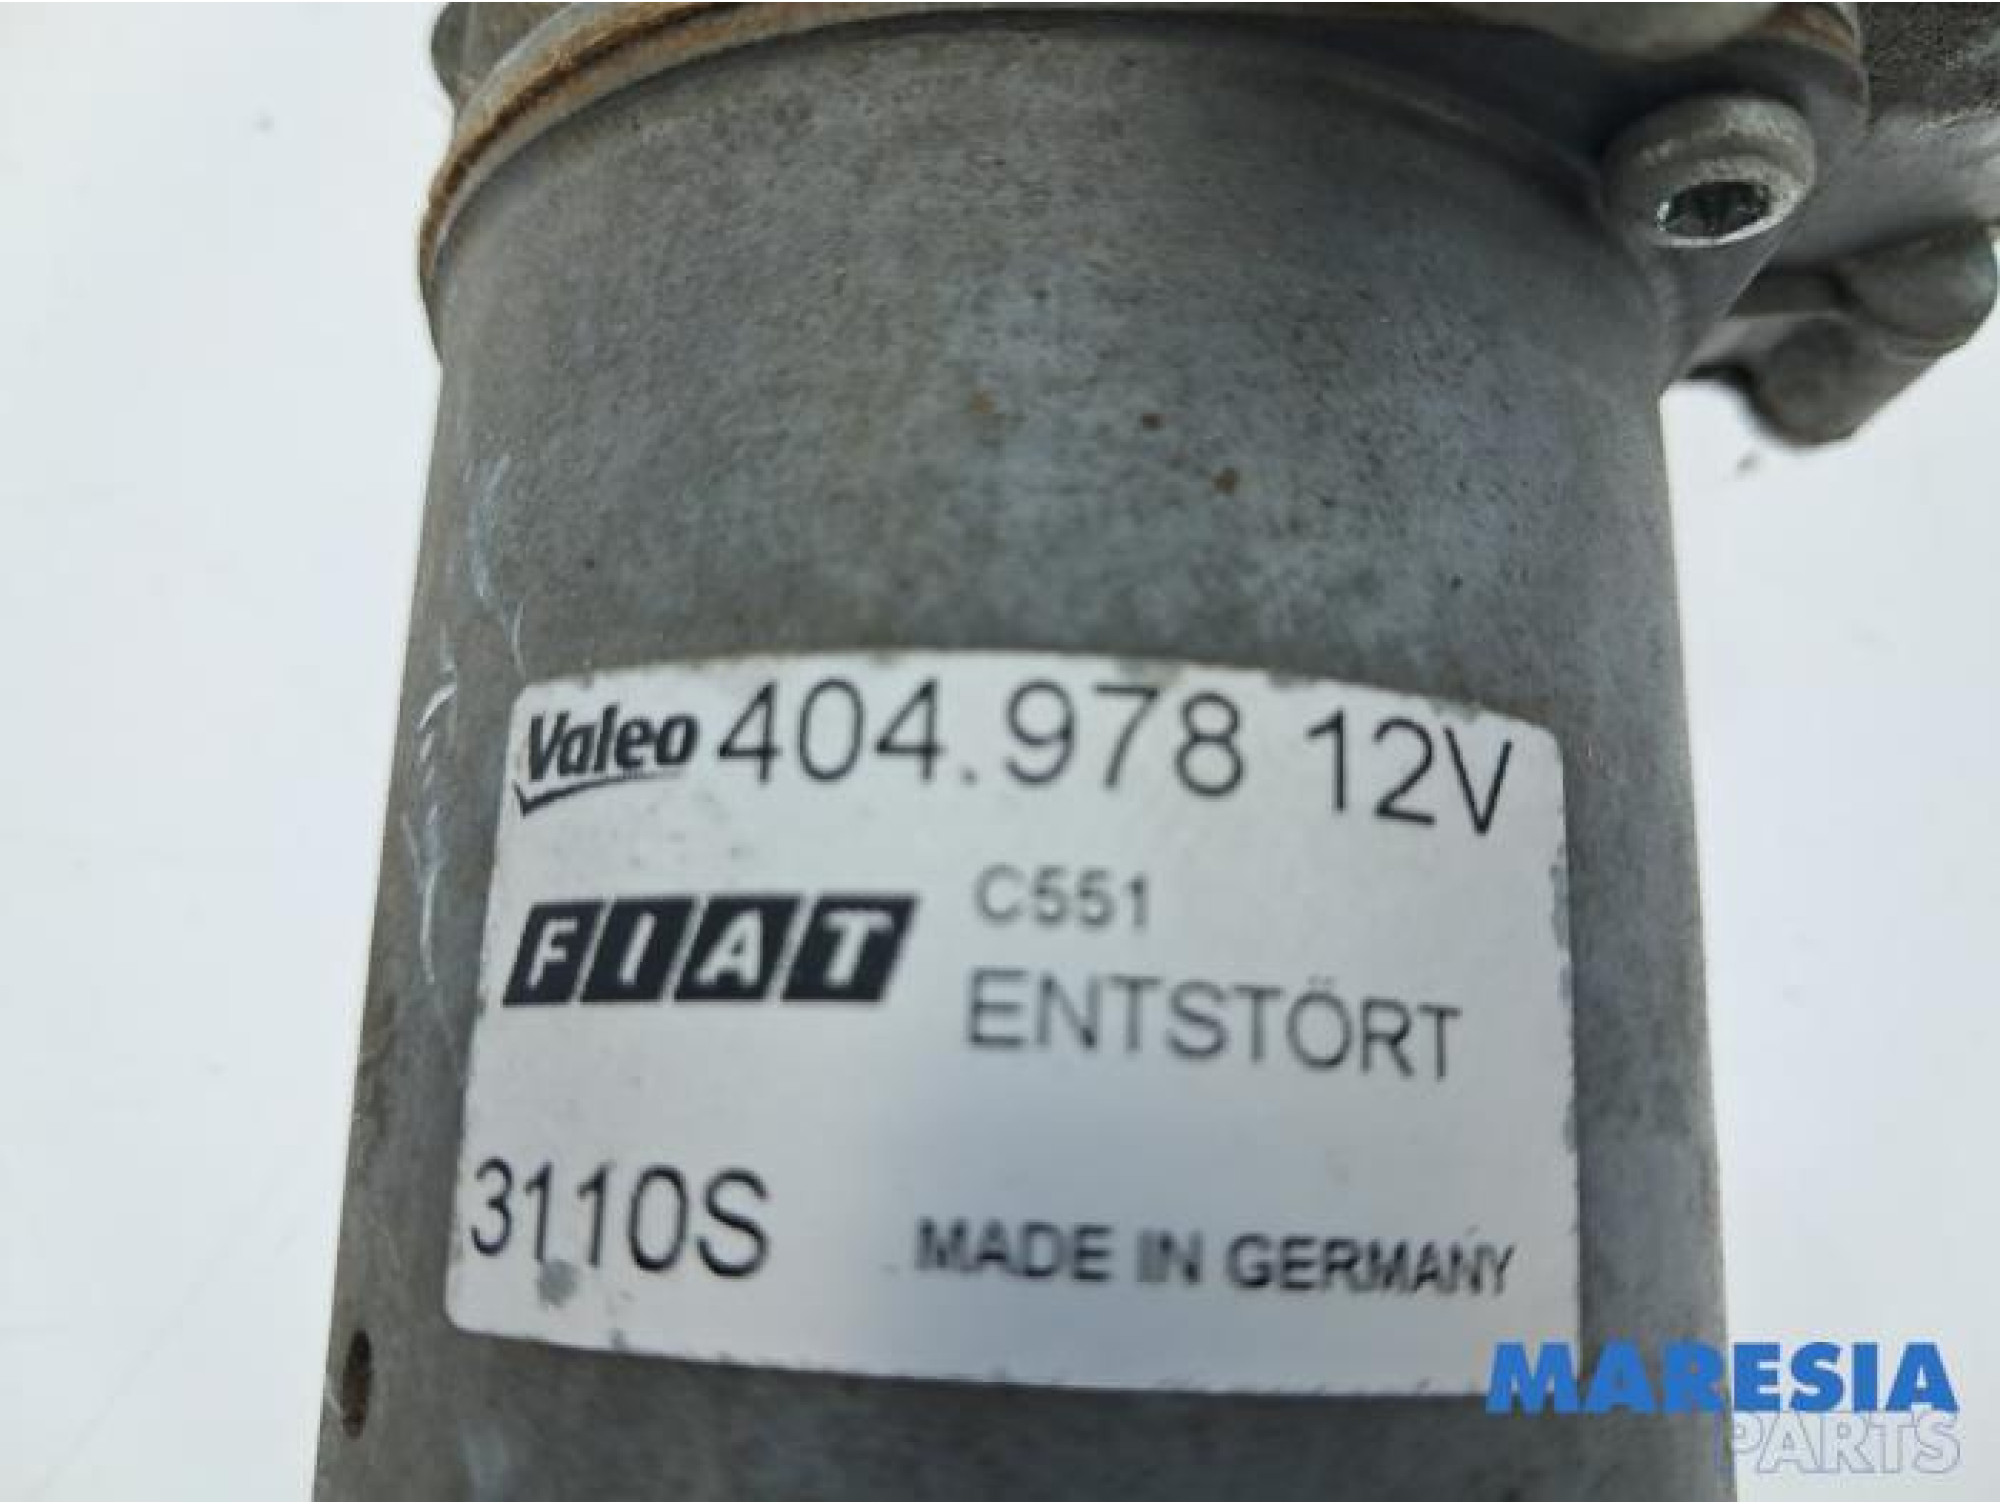 Valeo 404.978 12V
C551
FIAT
ENTSTÖRT
3110S
MADE IN GERMANY
MARESIA
PARTS